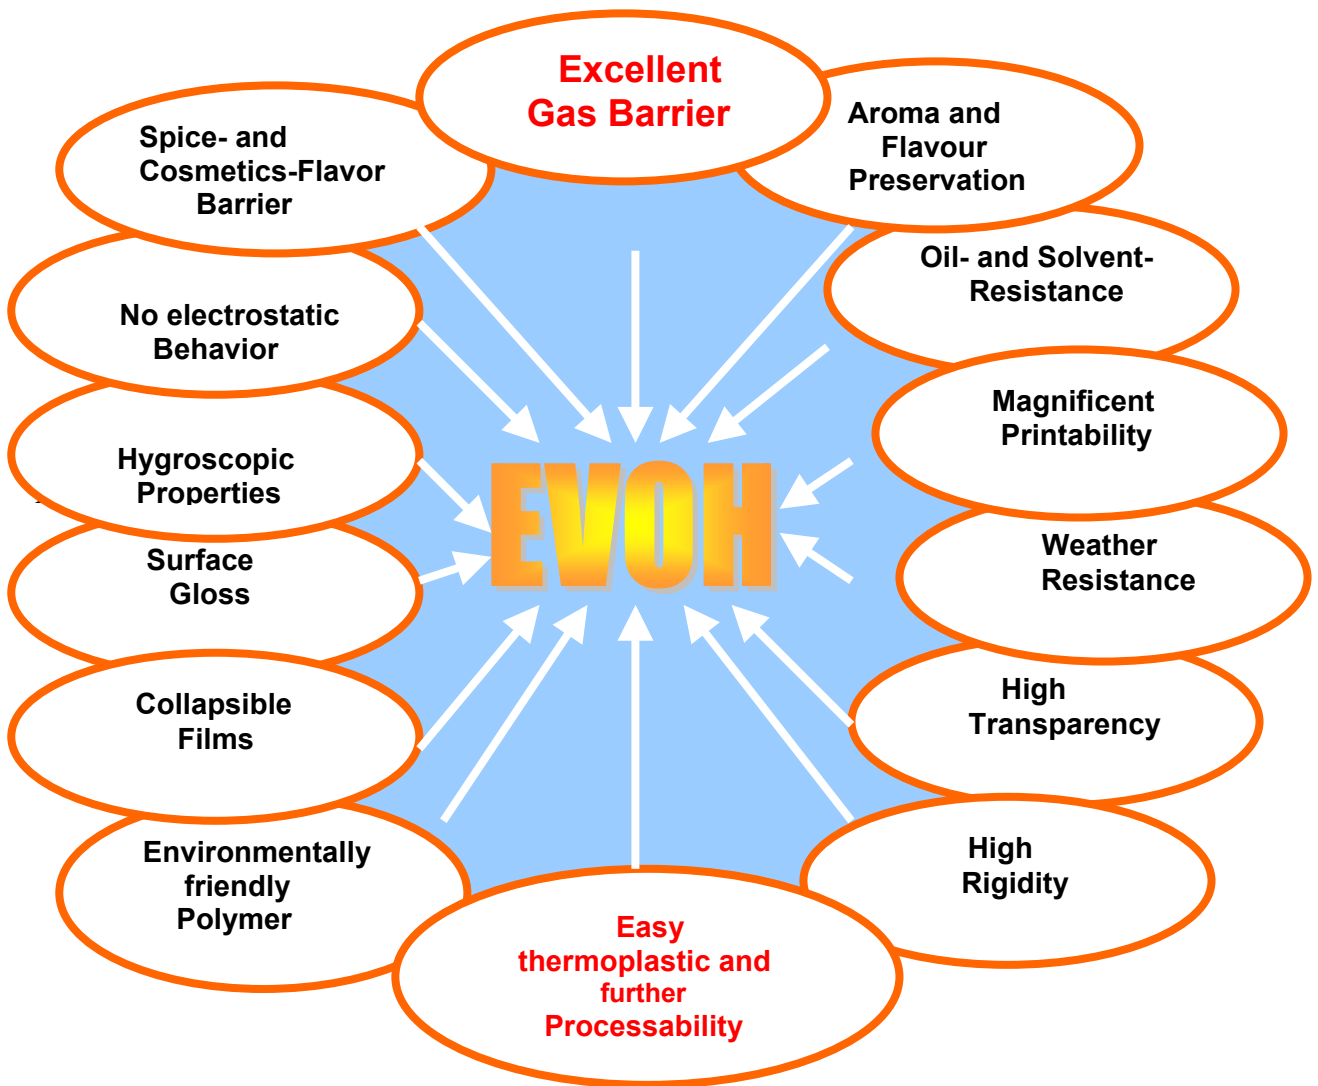 Excellent
Gas Barrier
Aroma and
Flavour
Preservation
Oil- and Solvent-
Resistance
Magnificent
Printability
Weather
Resistance
High
Transparency
High
Rigidity
Easy
thermoplastic and
further
Processability
Environmentally
friendly
Polymer
Collapsible
Films
Surface
Gloss
Hygroscopic
Properties
No electrostatic
Behavior
Spice- and
Cosmetics-Flavor
Barrier
EVOH